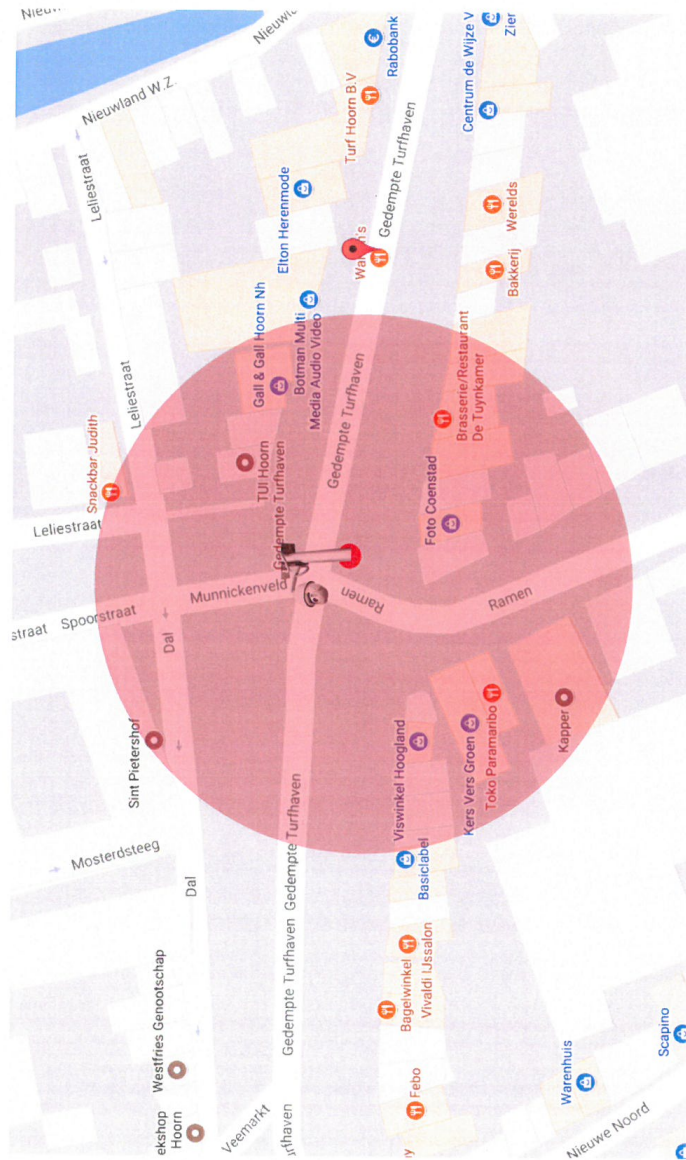 ekshop
Hoorn
Westfries Genootschap
Mosterdsteeg
Sint Pietershof
straat
Spoorstraat
Leliestraat
Snackbar Judith
Leliestraat
Leliestraat
Nieuwland W.Z.
Dal
Dal
Munnickenveld
TUI Hoorn
Gedempte Turfhaven
Gall & Gall Hoorn Nh
Botman Multi
Media Audio Video
Elton Herenmode
Turf Hoorn B.V
Rabobank
Veemarkt
rfhaven
Gedempte Turfhaven
Gedempte Turfhaven
Gedempte Turfhaven
Gedempte Turfhaven
Ramen
Ramen
Febo
Bagelwinkel
Vivaldi IJssalon
Basiclabel
Viswinkel Hoogland
Kers Vers Groen
Toko Paramaribo
Kapper
Foto Coenstad
Brasserie/Restaurant
De Tuynkamer
Bakkerij
Werelds
Centrum de Wijze V
Zier
Nieuwe Noord
Warenhuis
Scapino